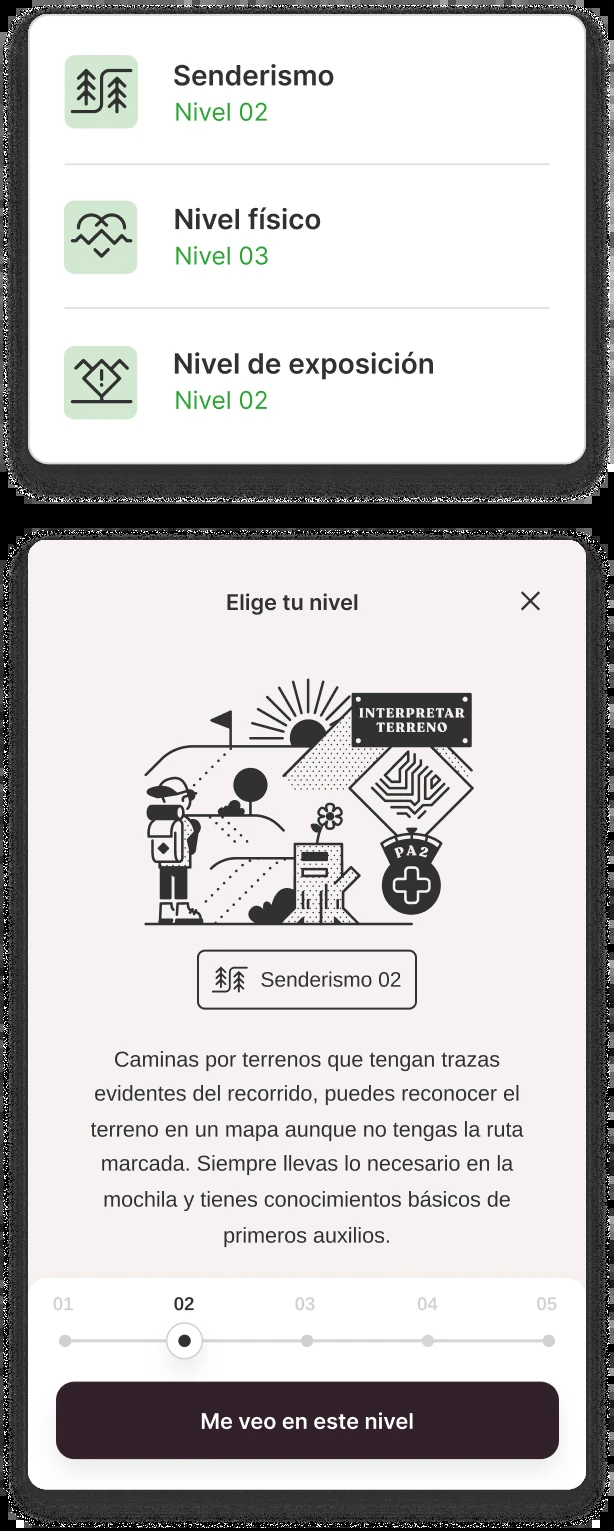 Senderismo
Nivel 02
Nivel físico
Nivel 03
Nivel de exposición
Nivel 02
Elige tu nivel
INTERPRETAR
TERRENO
PA2
Senderismo 02
Caminas por terrenos que tengan trazas
evidentes del recorrido, puedes reconocer el
terreno en un mapa aunque no tengas la ruta
marcada. Siempre llevas lo necesario en la
mochila y tienes conocimientos básicos de
primeros auxilios.
01 02 03 04 05
Me veo en este nivel